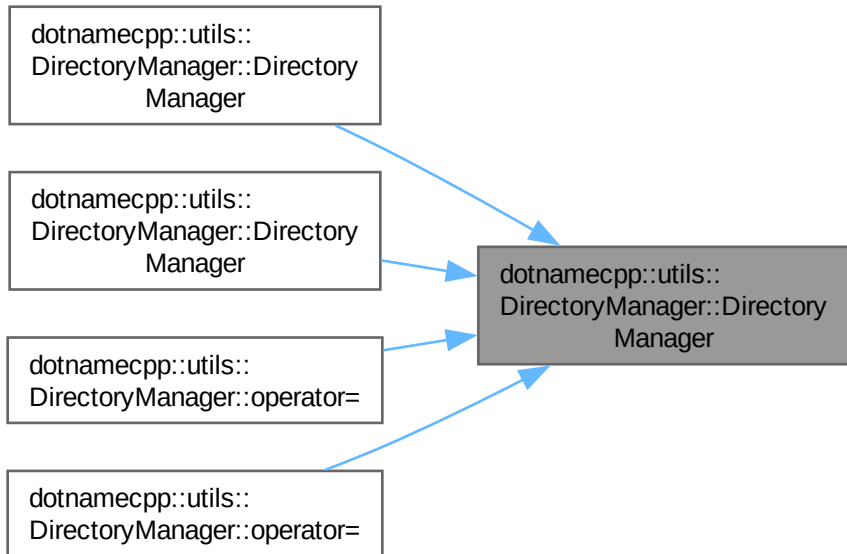 dotnamecpp::utils::
DirectoryManager::Directory
Manager
dotnamecpp::utils::
DirectoryManager::Directory
Manager
dotnamecpp::utils::
DirectoryManager::operator=
dotnamecpp::utils::
DirectoryManager::operator=
dotnamecpp::utils::
DirectoryManager::Directory
Manager